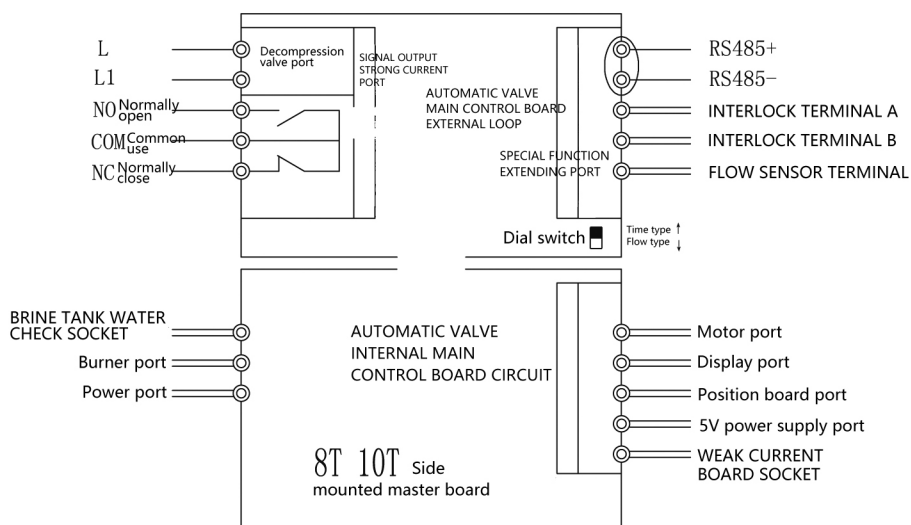 L
L1
NO Normally
open
COM Common
use
NC Normally
close
Decompression
valve port
SIGNAL OUTPUT
STRONG CURRENT
PORT
AUTOMATIC VALVE
MAIN CONTROL BOARD
EXTERNAL LOOP
SPECIAL FUNCTION
EXTENDING PORT
RS485+
RS485-
INTERLOCK TERMINAL A
INTERLOCK TERMINAL B
FLOW SENSOR TERMINAL
Dial switch
Time type ↑
Flow type ↓
BRINE TANK WATER
CHECK SOCKET
Burner port
Power port
AUTOMATIC VALVE
INTERNAL MAIN
CONTROL BOARD CIRCUIT
8T 10T Side
mounted master board
Motor port
Display port
Position board port
5V power supply port
WEAK CURRENT
BOARD SOCKET